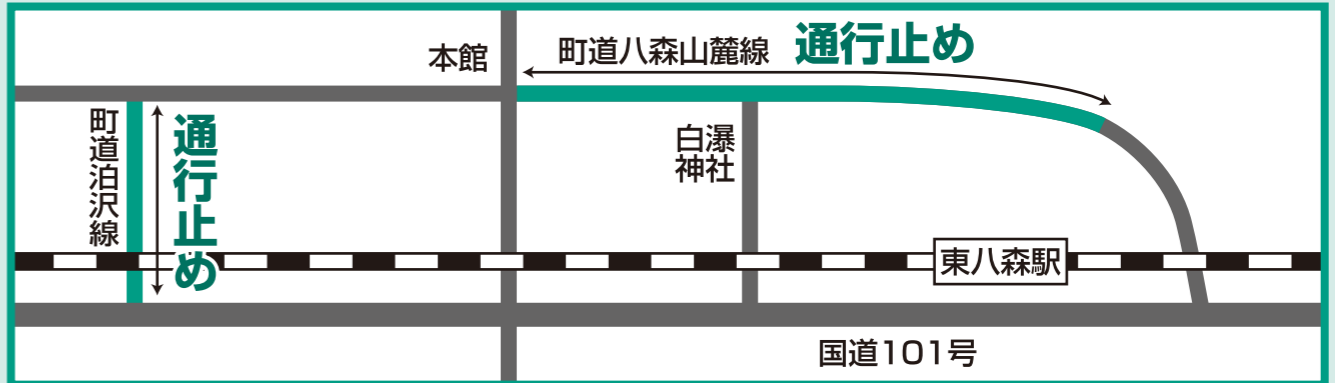 本館
町道八森山麓線
通行止め
町道泊沢線
通行止め
白瀑
神社
東八森駅
国道101号